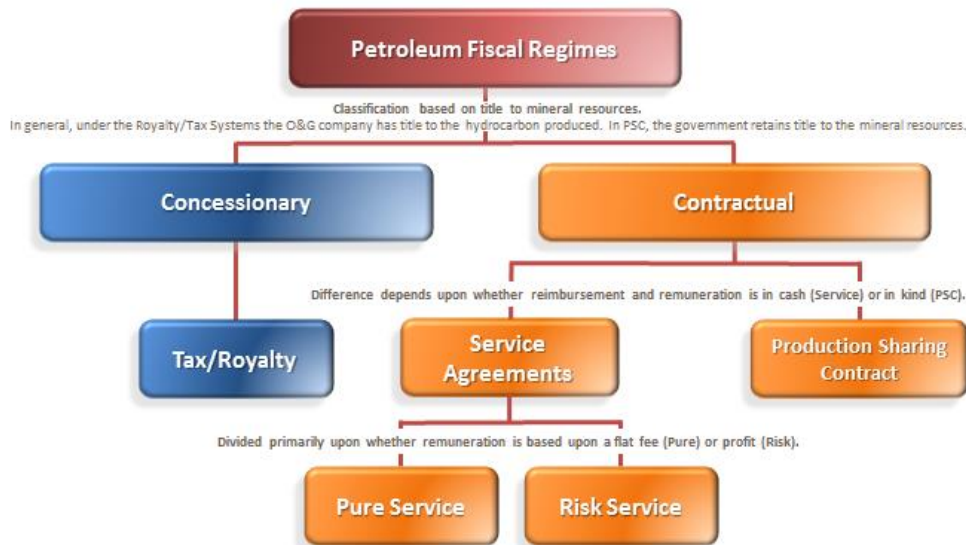 Petroleum Fiscal Regimes
Classification based on title to mineral resources.
In general, under the Royalty/Tax Systems the O&G company has title to the hydrocarbon produced. In PSC, the government retains title to the mineral resources.
Concessionary
Contractual
Difference depends upon whether reimbursement and remuneration is in cash (Service) or in kind (PSC).
Tax/Royalty
Service
Agreements
Production Sharing
Contract
Divided primarily upon whether remuneration is based upon a flat fee (Pure) or profit (Risk).
Pure Service
Risk Service